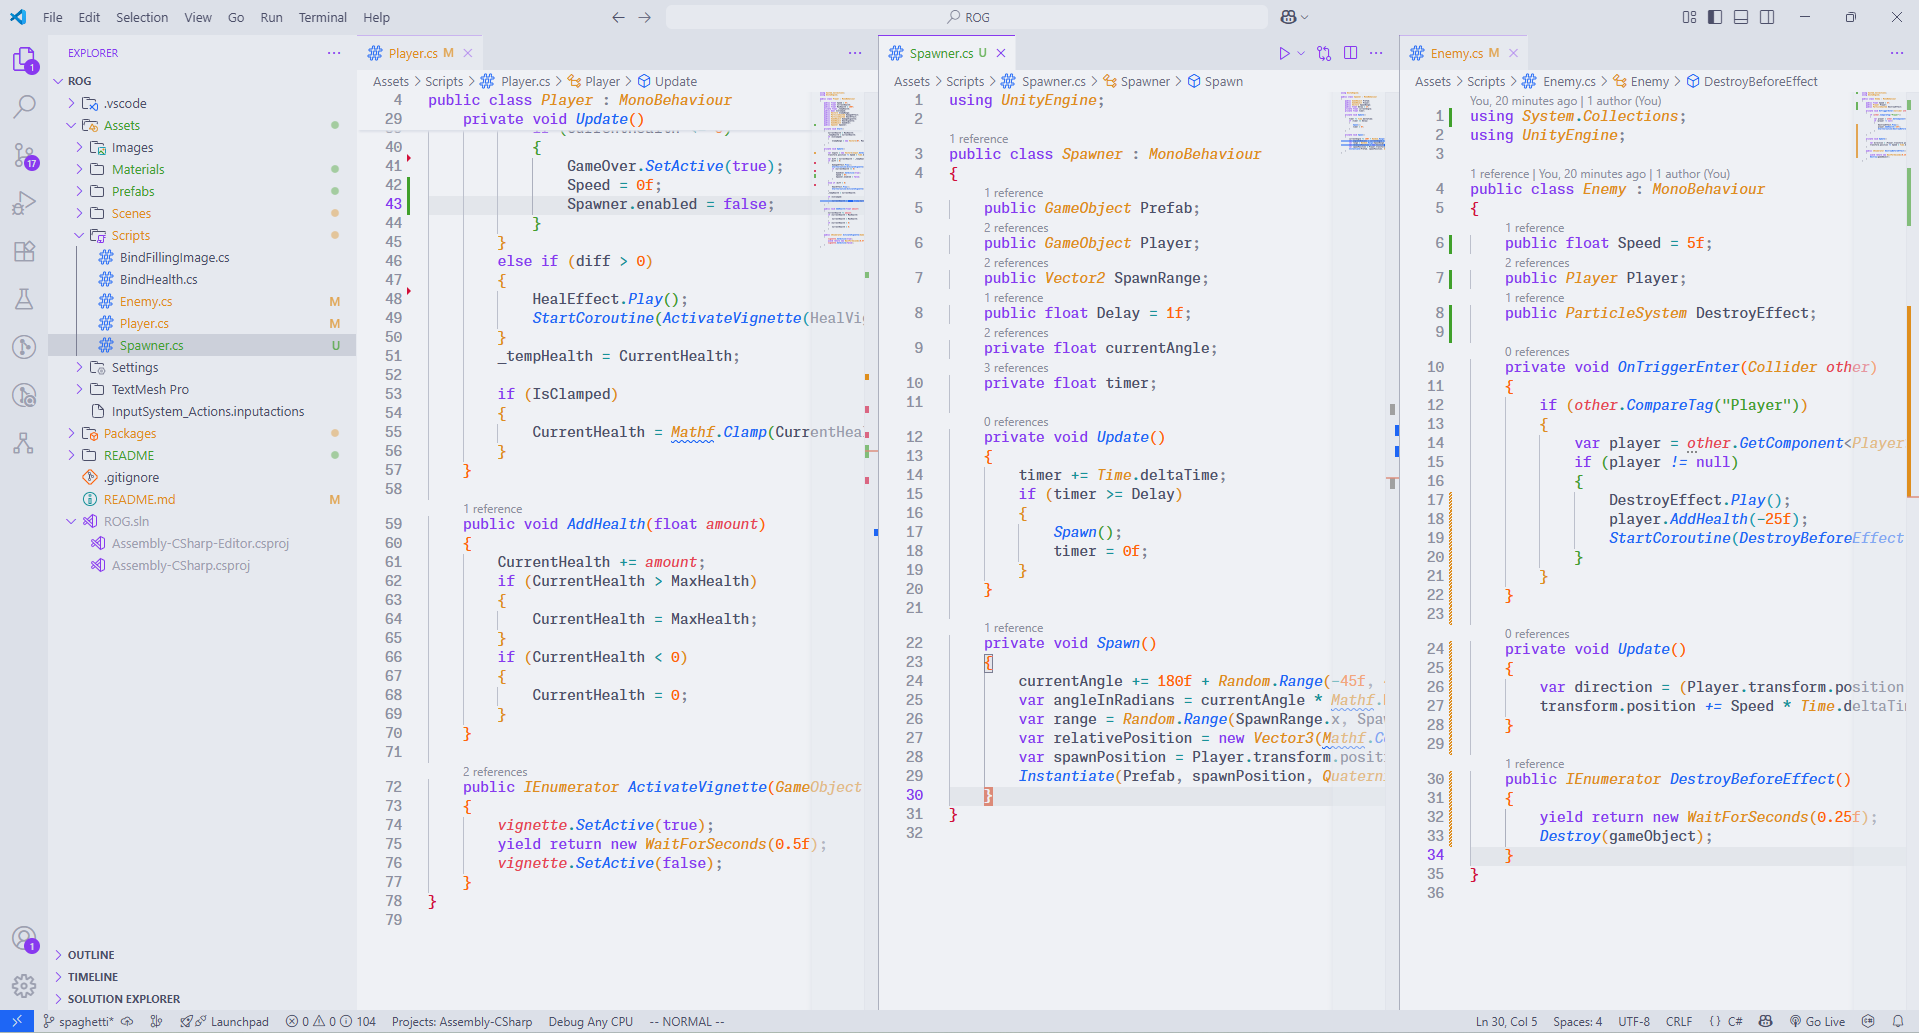 File Edit Selection View Go Run Terminal Help
ROG
EXPLORER
ROG
.vscode
Assets
Images
Materials
Prefabs
Scenes
Scripts
BindFillingImage.cs
BindHealth.cs
Enemy.cs M
Player.cs M
Spawner.cs U
Settings
TextMesh Pro
InputSystem_Actions.inputactions
Packages
README
.gitignore
README.md M
ROG.sln
Assembly-CSharp-Editor.csproj
Assembly-CSharp.csproj
OUTLINE
TIMELINE
SOLUTION EXPLORER
1
17
1
Player.cs M
Assets > Scripts > Player.cs > Player > Update
4 public class Player : MonoBehaviour
29 private void Update()
40 {
41 GameOver.SetActive(true);
42 Speed = 0f;
43 Spawner.enabled = false;
44 }
45 }
46 else if (diff > 0)
47 {
48 HealEffect.Play();
49 StartCoroutine(ActivateVignette(HealVi
50 }
51 _tempHealth = CurrentHealth;
52
53 if (IsClamped)
54 {
55 CurrentHealth = Mathf.Clamp(CurrentHea
56 }
57 }
58
1 reference
59 public void AddHealth(float amount)
60 {
61 CurrentHealth += amount;
62 if (CurrentHealth > MaxHealth)
63 {
64 CurrentHealth = MaxHealth;
65 }
66 if (CurrentHealth < 0)
67 {
68 CurrentHealth = 0;
69 }
70 }
71
2 references
72 public IEnumerator ActivateVignette(GameObject
73 {
74 vignette.SetActive(true);
75 yield return new WaitForSeconds(0.5f);
76 vignette.SetActive(false);
77 }
78 }
79
Spawner.cs U
Assets > Scripts > Spawner.cs > Spawner > Spawn
1 using UnityEngine;
2
1 reference
3 public class Spawner : MonoBehaviour
4 {
1 reference
5 public GameObject Prefab;
2 references
6 public GameObject Player;
2 references
7 public Vector2 SpawnRange;
1 reference
8 public float Delay = 1f;
2 references
9 private float currentAngle;
3 references
10 private float timer;
11
0 references
12 private void Update()
13 {
14 timer += Time.deltaTime;
15 if (timer >= Delay)
16 {
17 Spawn();
18 timer = 0f;
19 }
20 }
21
1 reference
22 private void Spawn()
23 {
24 currentAngle += 180f + Random.Range(-45f,
25 var angleInRadians = currentAngle * Mathf.
26 var range = Random.Range(SpawnRange.x, Spa
27 var relativePosition = new Vector3(Mathf.C
28 var spawnPosition = Player.transform.posit
29 Instantiate(Prefab, spawnPosition, Quatern
30 }
31 }
32
Enemy.cs M
Assets > Scripts > Enemy.cs > Enemy > DestroyBeforeEffect
You, 20 minutes ago | 1 author (You)
1 using System.Collections;
2 using UnityEngine;
3
1 reference | You, 20 minutes ago | 1 author (You)
4 public class Enemy : MonoBehaviour
5 {
1 reference
6 public float Speed = 5f;
2 references
7 public Player Player;
1 reference
8 public ParticleSystem DestroyEffect;
9
0 references
10 private void OnTriggerEnter(Collider other)
11 {
12 if (other.CompareTag("Player"))
13 {
14 var player = other.GetComponent<Player
15 if (player != null)
16 {
17 DestroyEffect.Play();
18 player.AddHealth(-25f);
19 StartCoroutine(DestroyBeforeEffect
20 }
21 }
22 }
23
0 references
24 private void Update()
25 {
26 var direction = (Player.transform.position
27 transform.position += Speed * Time.deltaTi
28 }
29
1 reference
30 public IEnumerator DestroyBeforeEffect()
31 {
32 yield return new WaitForSeconds(0.25f);
33 Destroy(gameObject);
34 }
35 }
36
spaghetti* Launchpad 0 0 104 Projects: Assembly-CSharp Debug Any CPU -- NORMAL -- Ln 30, Col 5 Spaces: 4 UTF-8 CRLF {} C# Go Live